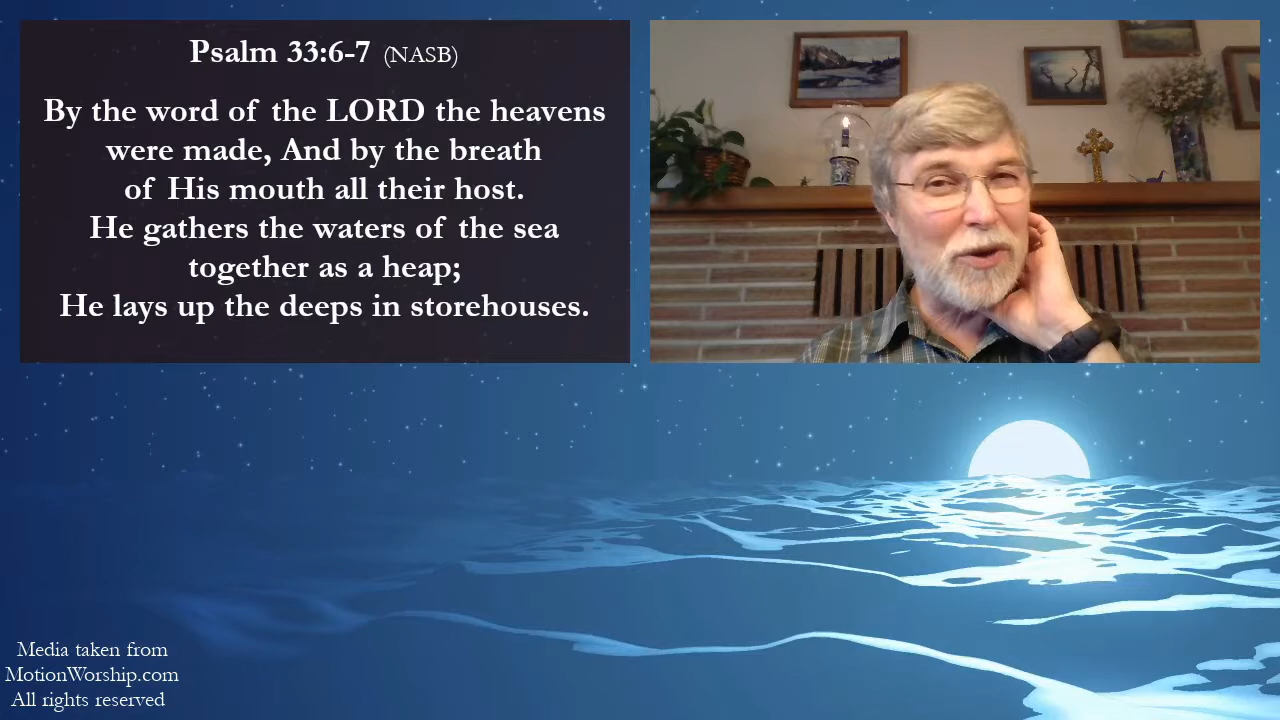 Psalm 33:6-7 (NASB)
By the word of the LORD the heavens
were made, And by the breath
of His mouth all their host.
He gathers the waters of the sea
together as a heap;
He lays up the deeps in storehouses.
Media taken from
MotionWorship.com
All rights reserved